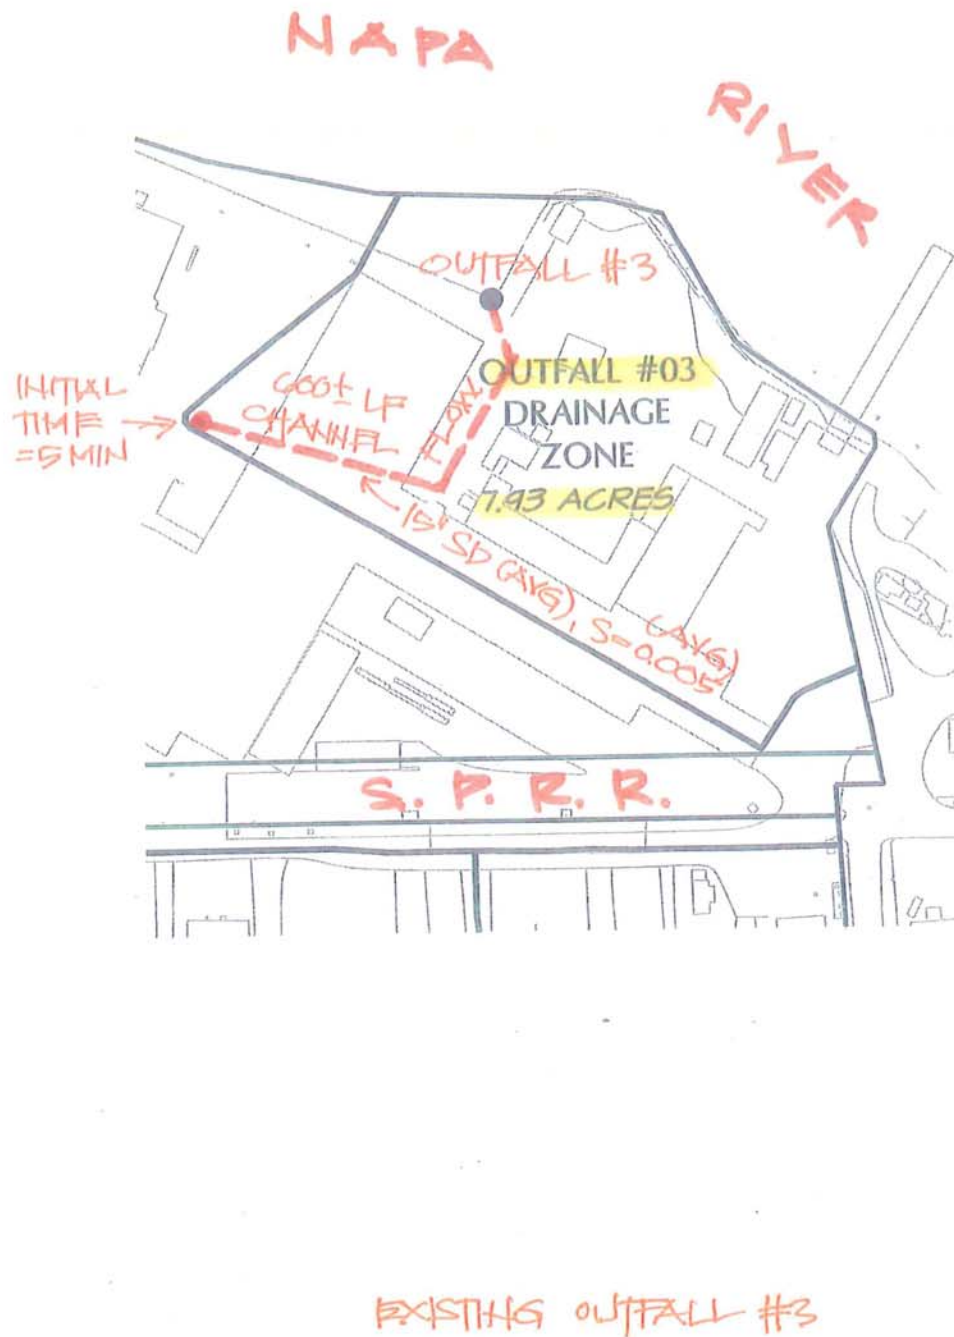 NAPA
RIVER
OUTFALL #3
INITIAL
TIME
=5 MIN
600± LF
CHANNEL
FLOW
OUTFALL #03
DRAINAGE
ZONE
7.93 ACRES
15" SD (AVG), S=0.005
(AVG)
S. P. R. R.
EXISTING OUTFALL #3